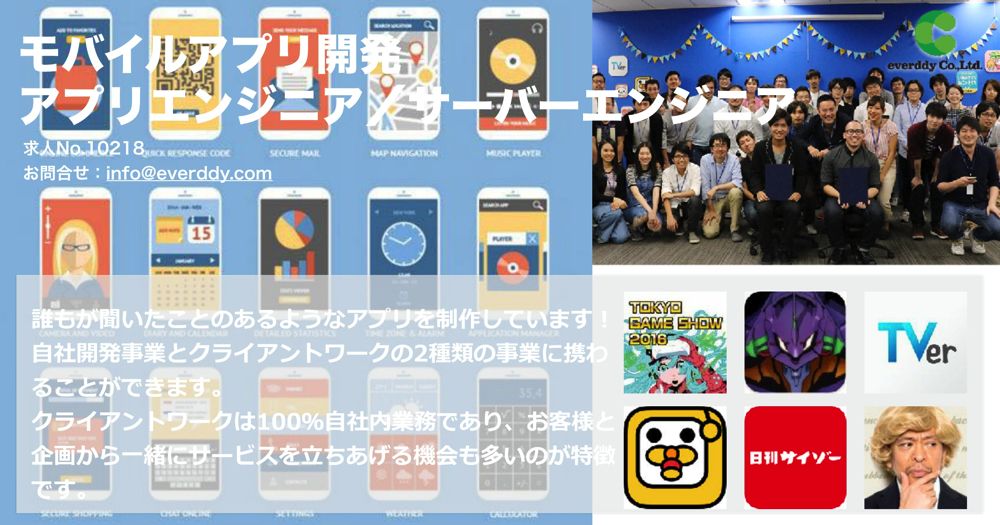 モバイルアプリ開発
アプリエンジニア／サーバーエンジニア
求人No.10218
お問合せ：info@everddy.com
誰もが聞いたことのあるようなアプリを制作しています！
自社開発事業とクライアントワークの2種類の事業に携わ
ることができます。
クライアントワークは100%自社内業務であり、お客様と
企画から一緒にサービスを立ちあげる機会も多いのが特徴
です。
ADD TO FAVORITES
SEND YOUR MESSAGE
SEARCH LOCATION
QUICK RESPONSE CODE
SECURE MAIL
MAP NAVIGATION
MUSIC PLAYER
15
JANUARY
SEARCH APP
PLAYER
CAMERA AND VIDEO
DIARY AND CALENDAR
DETAILED STATISTICS
TIME ZONE & ALARM
APPLICATION MANAGER
35,4
SECURE SHOPPING
CHAT ONLINE
SETTINGS
WEATHER
CALCULATOR
everddy Co.,Ltd.
TVer
TOKYO
GAME SHOW
2016
TVer
日刊サイゾー